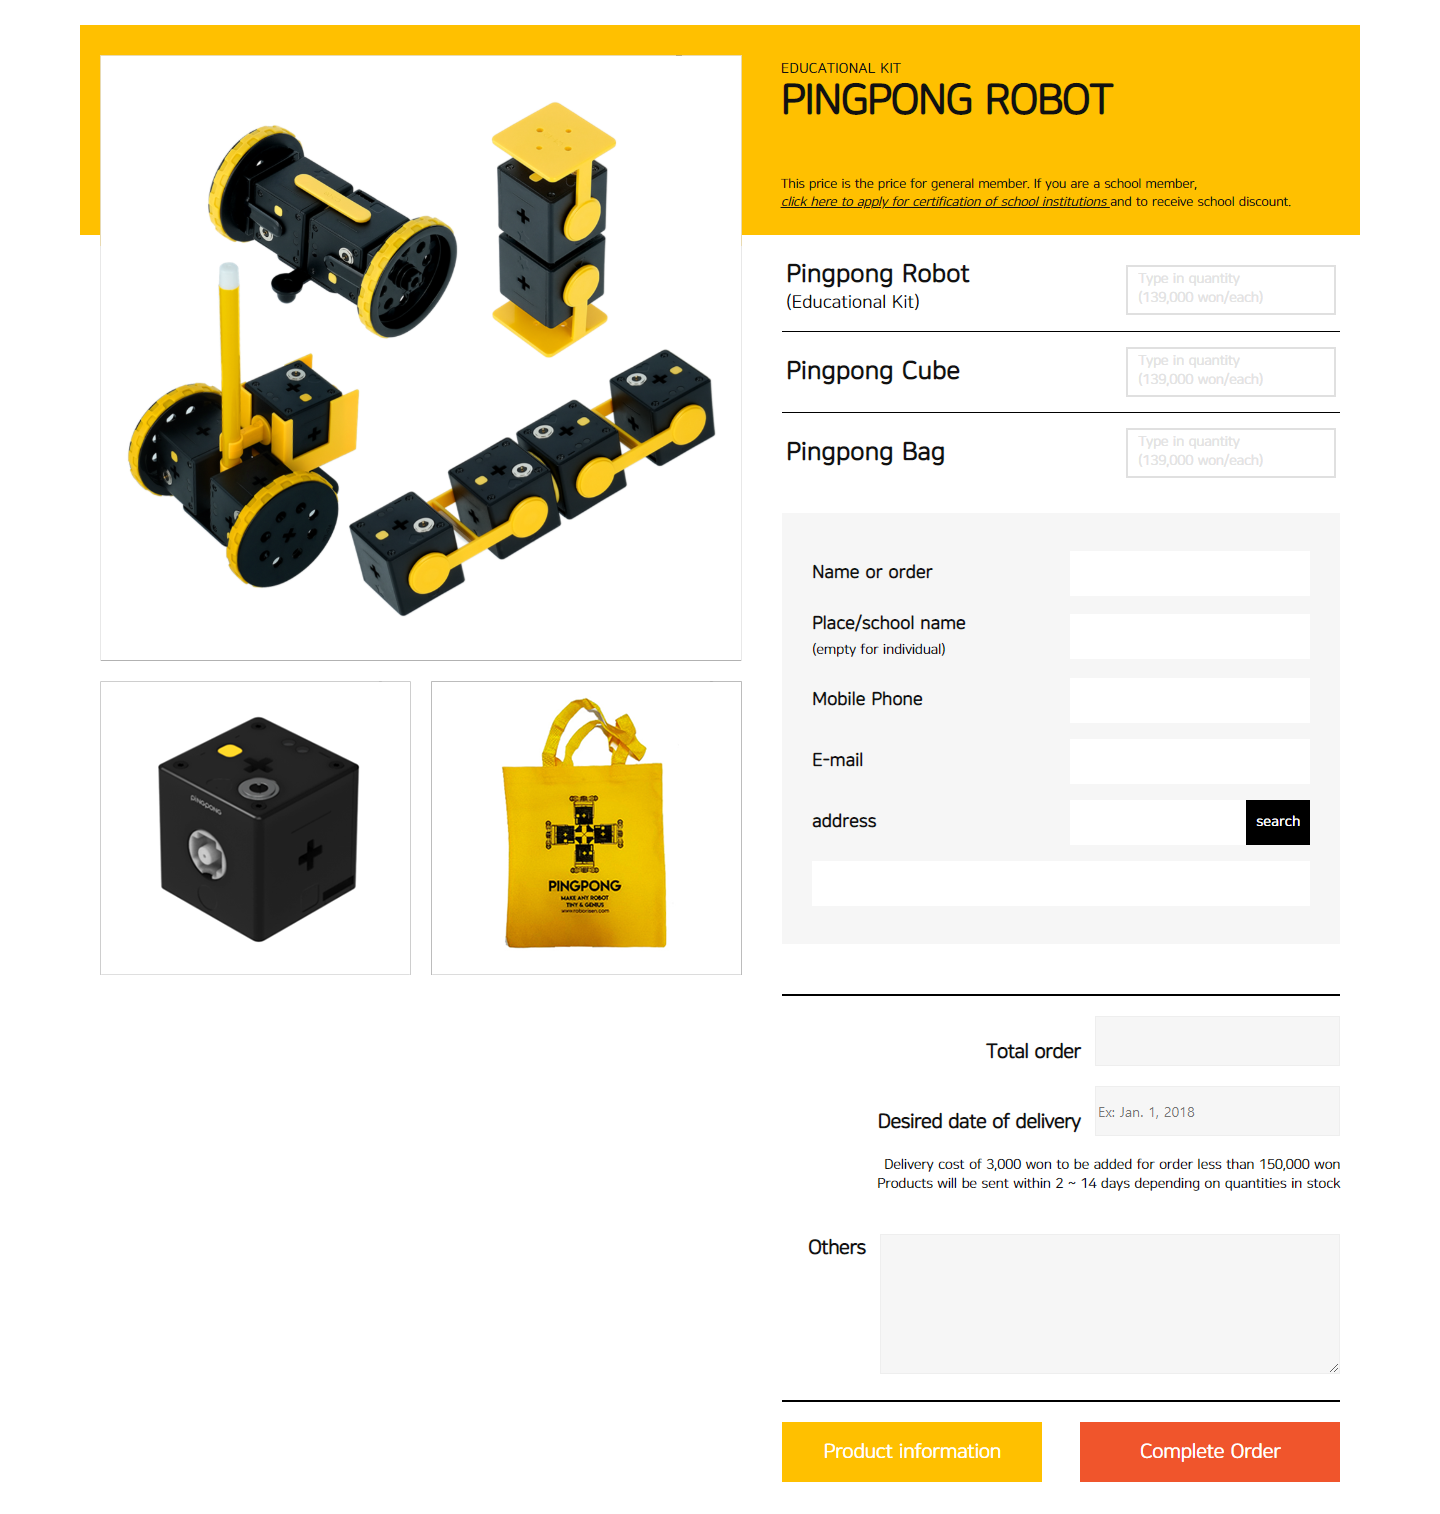 EDUCATIONAL KIT
PINGPONG ROBOT
This price is the price for general member. If you are a school member,
click here to apply for certification of school institutions and to receive school discount.
Pingpong Robot
(Educational Kit)
Type in quantity
(139,000 won/each)
Pingpong Cube
Type in quantity
(139,000 won/each)
Pingpong Bag
Type in quantity
(139,000 won/each)
Name or order
Place/school name
(empty for individual)
Mobile Phone
E-mail
address
search
PINGPONG
PINGPONG
MAKE ANY ROBOT
TINY & GENIUS
www.roborisen.com
Total order
Desired date of delivery
Ex: Jan. 1, 2018
Delivery cost of 3,000 won to be added for order less than 150,000 won
Products will be sent within 2 ~ 14 days depending on quantities in stock
Others
Product information
Complete Order